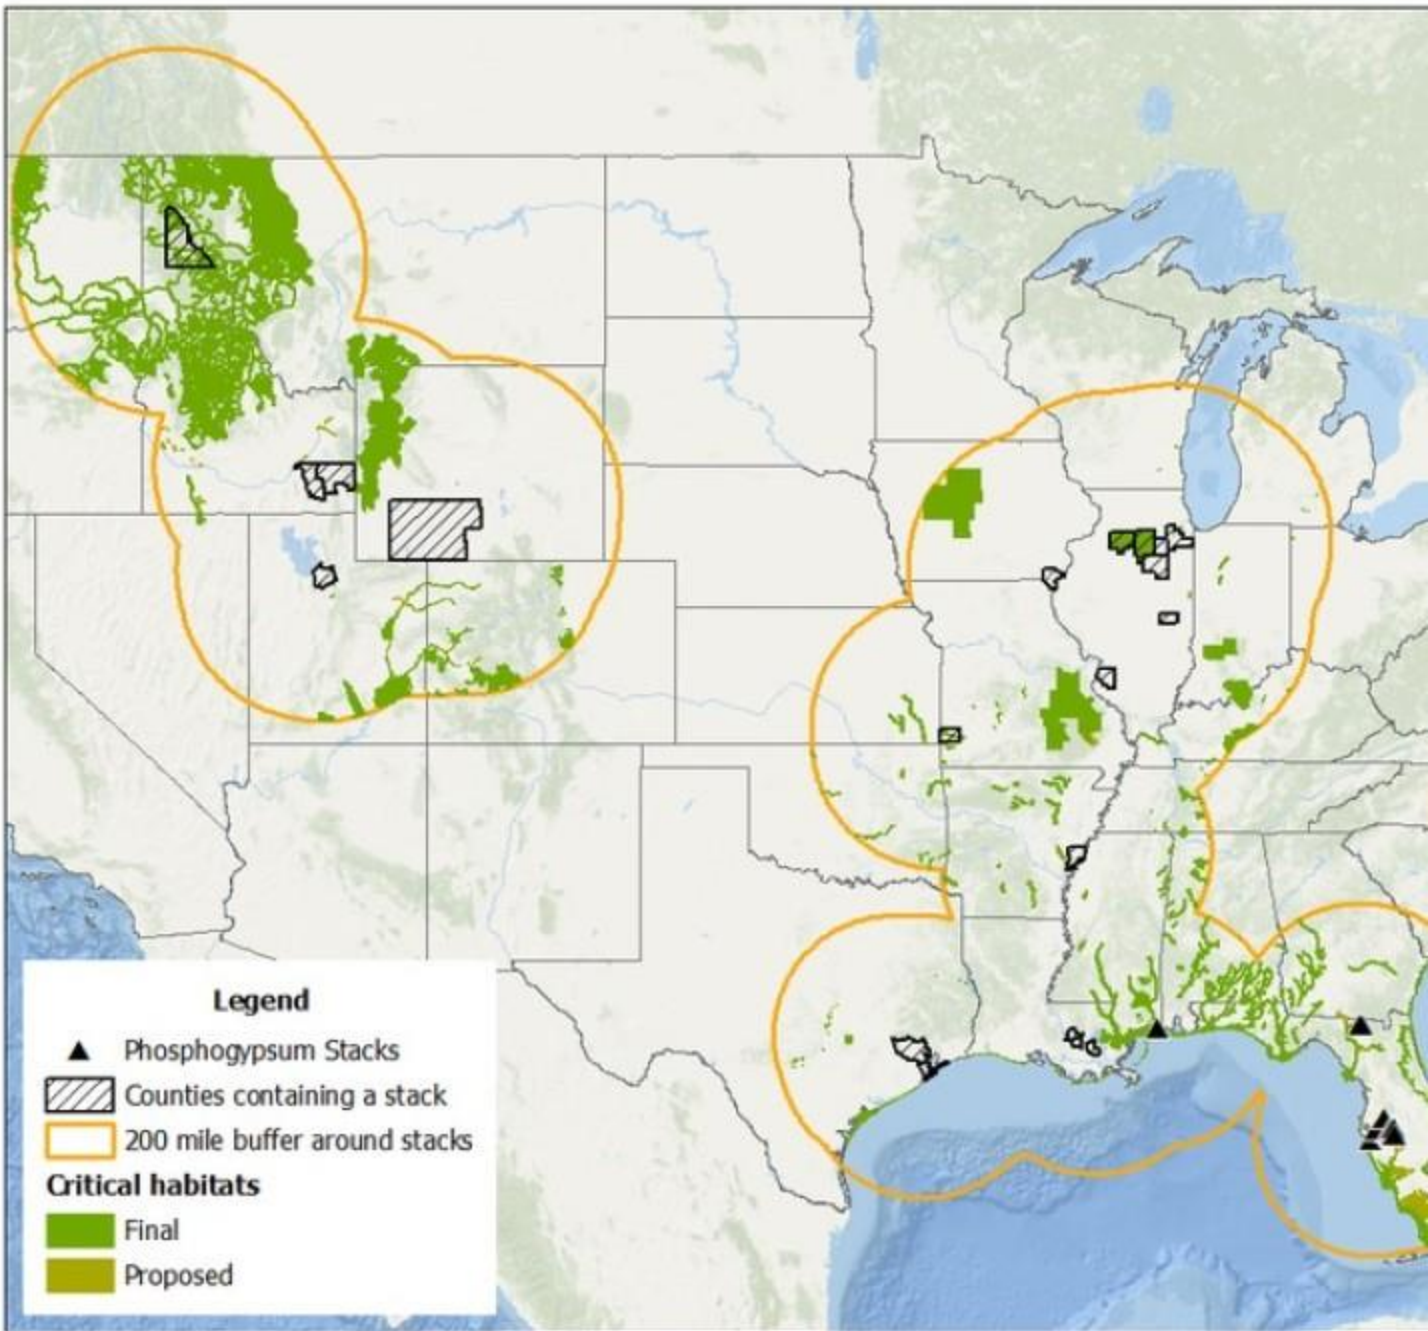 Legend
Phosphogypsum Stacks
Counties containing a stack
200 mile buffer around stacks
Critical habitats
Final
Proposed